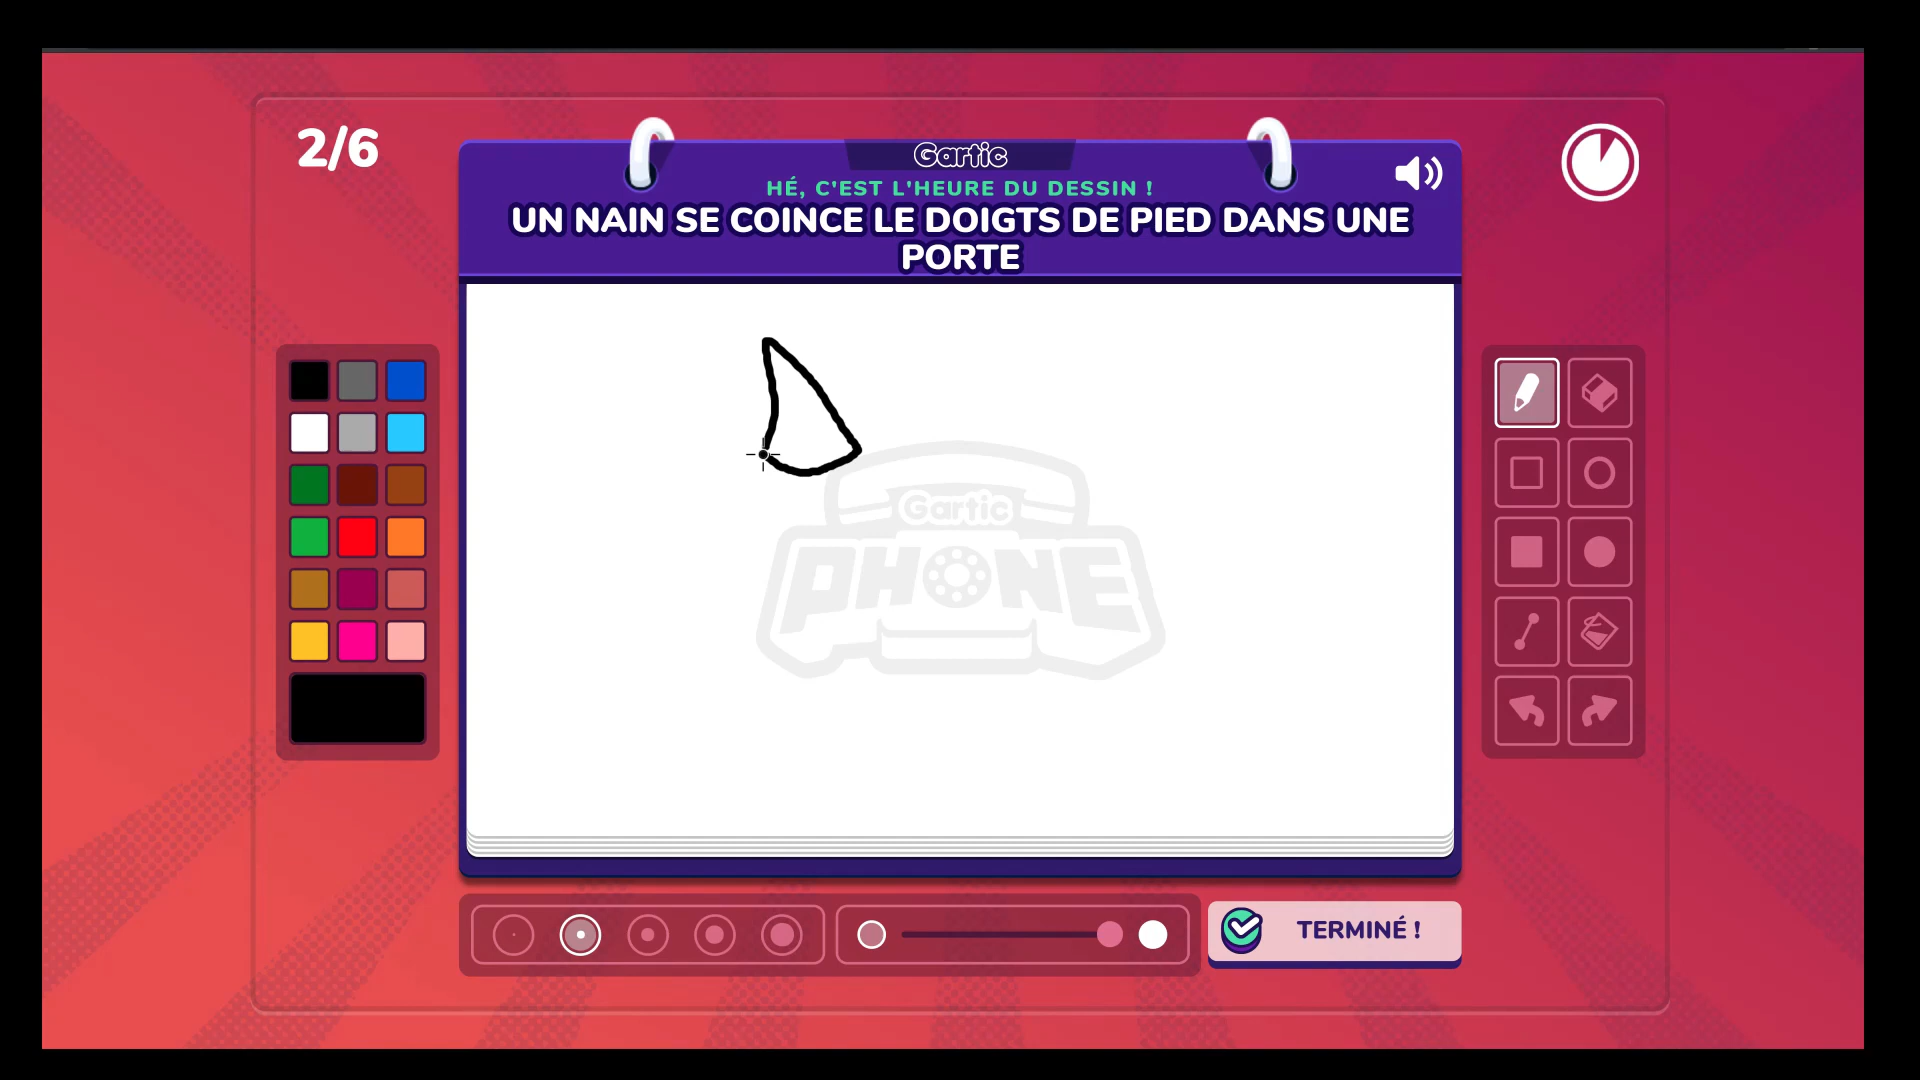 2/6
Gartic
HÉ, C'EST L'HEURE DU DESSIN !
UN NAIN SE COINCE LE DOIGTS DE PIED DANS UNE
PORTE
Gartic
PHONE
TERMINÉ !